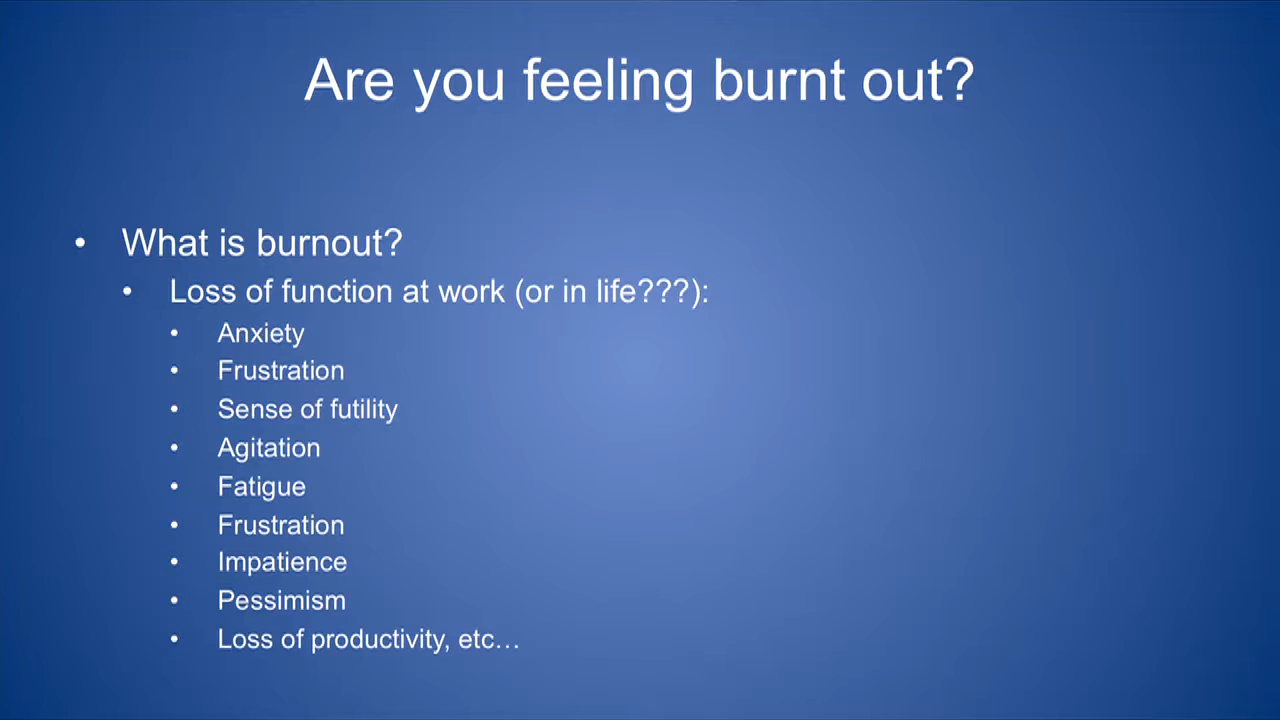 Are you feeling burnt out?
• What is burnout?
• Loss of function at work (or in life???):
• Anxiety
• Frustration
• Sense of futility
• Agitation
• Fatigue
• Frustration
• Impatience
• Pessimism
• Loss of productivity, etc…